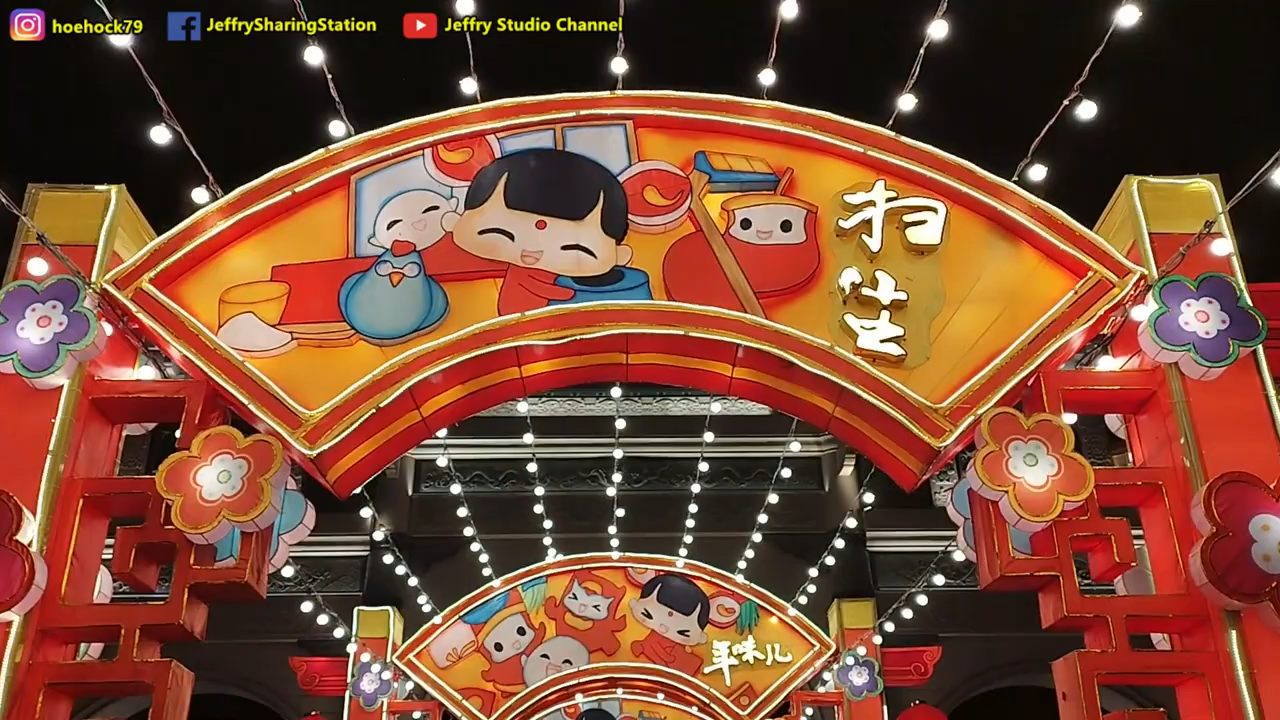 hoehock79 JeffrySharingStation Jeffry Studio Channel
扫尘
年味儿